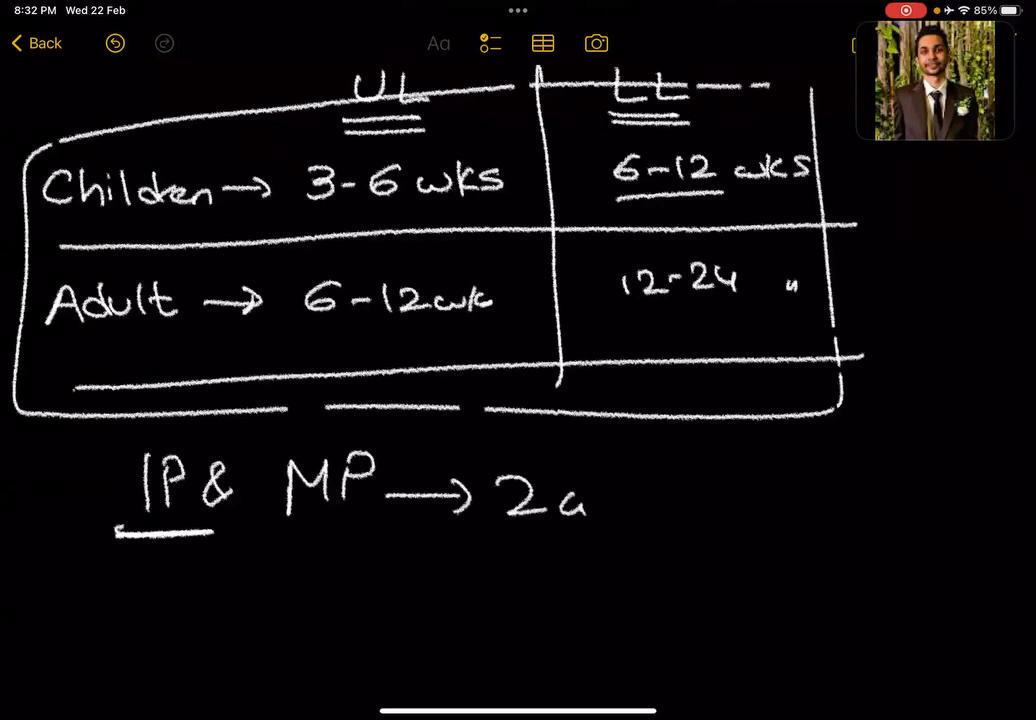 8:32 PM Wed 22 Feb
85%
Back
Aa
UL LL
Children → 3-6 wks 6-12 wks
Adult → 6-12 wk 12-24 "
IP & MP → 2